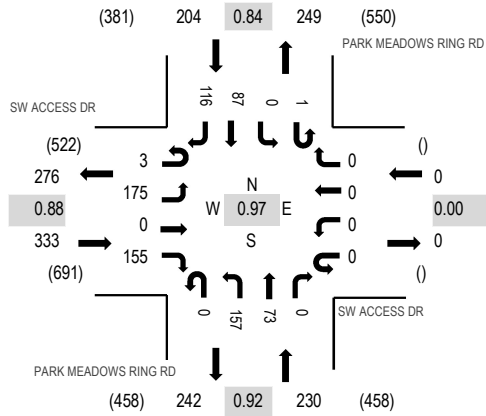 (381) 204 0.84 249 (550)
PARK MEADOWS RING RD
116 87 0 1
SW ACCESS DR
(522) ()
3 0
276 0
175 N 0
0.88 W 0.97 E 0.00
0 S 0
333 0
155 0
(691) ()
0 157 73 0
SW ACCESS DR
PARK MEADOWS RING RD
(458) 242 0.92 230 (458)